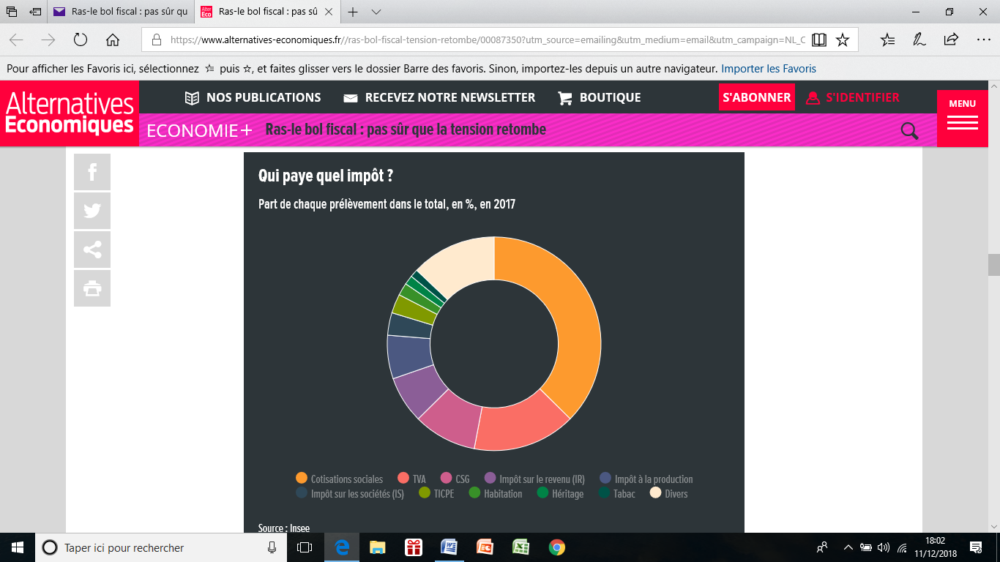 Ras-le bol fiscal : pas sûr qu
Ras-le bol fiscal : pas sû
https://www.alternatives-economiques.fr//ras-bol-fiscal-tension-retombe/00087350?utm_source=emailing&utm_medium=email&utm_campaign=NL_C
Pour afficher les Favoris ici, sélectionnez puis ☆, et faites glisser vers le dossier Barre des favoris. Sinon, importez-les depuis un autre navigateur. Importer les Favoris
Alternatives Economiques
NOS PUBLICATIONS RECEVEZ NOTRE NEWSLETTER BOUTIQUE S'ABONNER S'IDENTIFIER
MENU
ECONOMIE+ Ras-le bol fiscal : pas sûr que la tension retombe
Qui paye quel impôt ?
Part de chaque prélèvement dans le total, en %, en 2017
Cotisations sociales TVA CSG Impôt sur le revenu (IR) Impôt à la production
Impôt sur les sociétés (IS) TICPE Habitation Héritage Tabac Divers
Source : Insee
Taper ici pour rechercher
18:02
11/12/2018